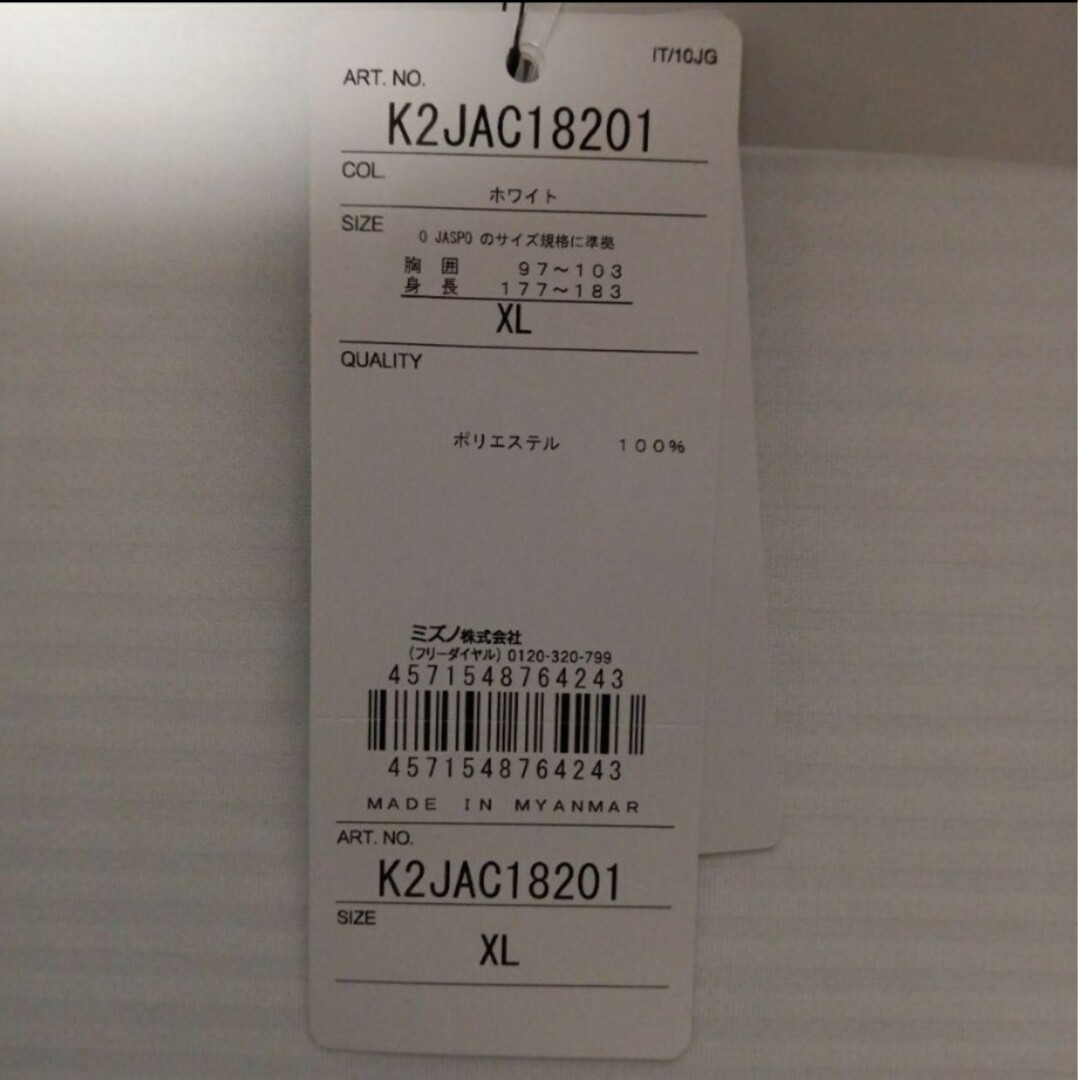 IT/10JG
ART. NO.
K2JAC18201
COL.
ホワイト
SIZE
O JASPO のサイズ規格に準拠
胸 囲 97〜103
身 長 177〜183
XL
QUALITY
ポリエステル 100%
ミズノ株式会社
(フリーダイヤル) 0120-320-799
4571548764243
4571548764243
MADE IN MYANMAR
ART. NO.
K2JAC18201
SIZE
XL